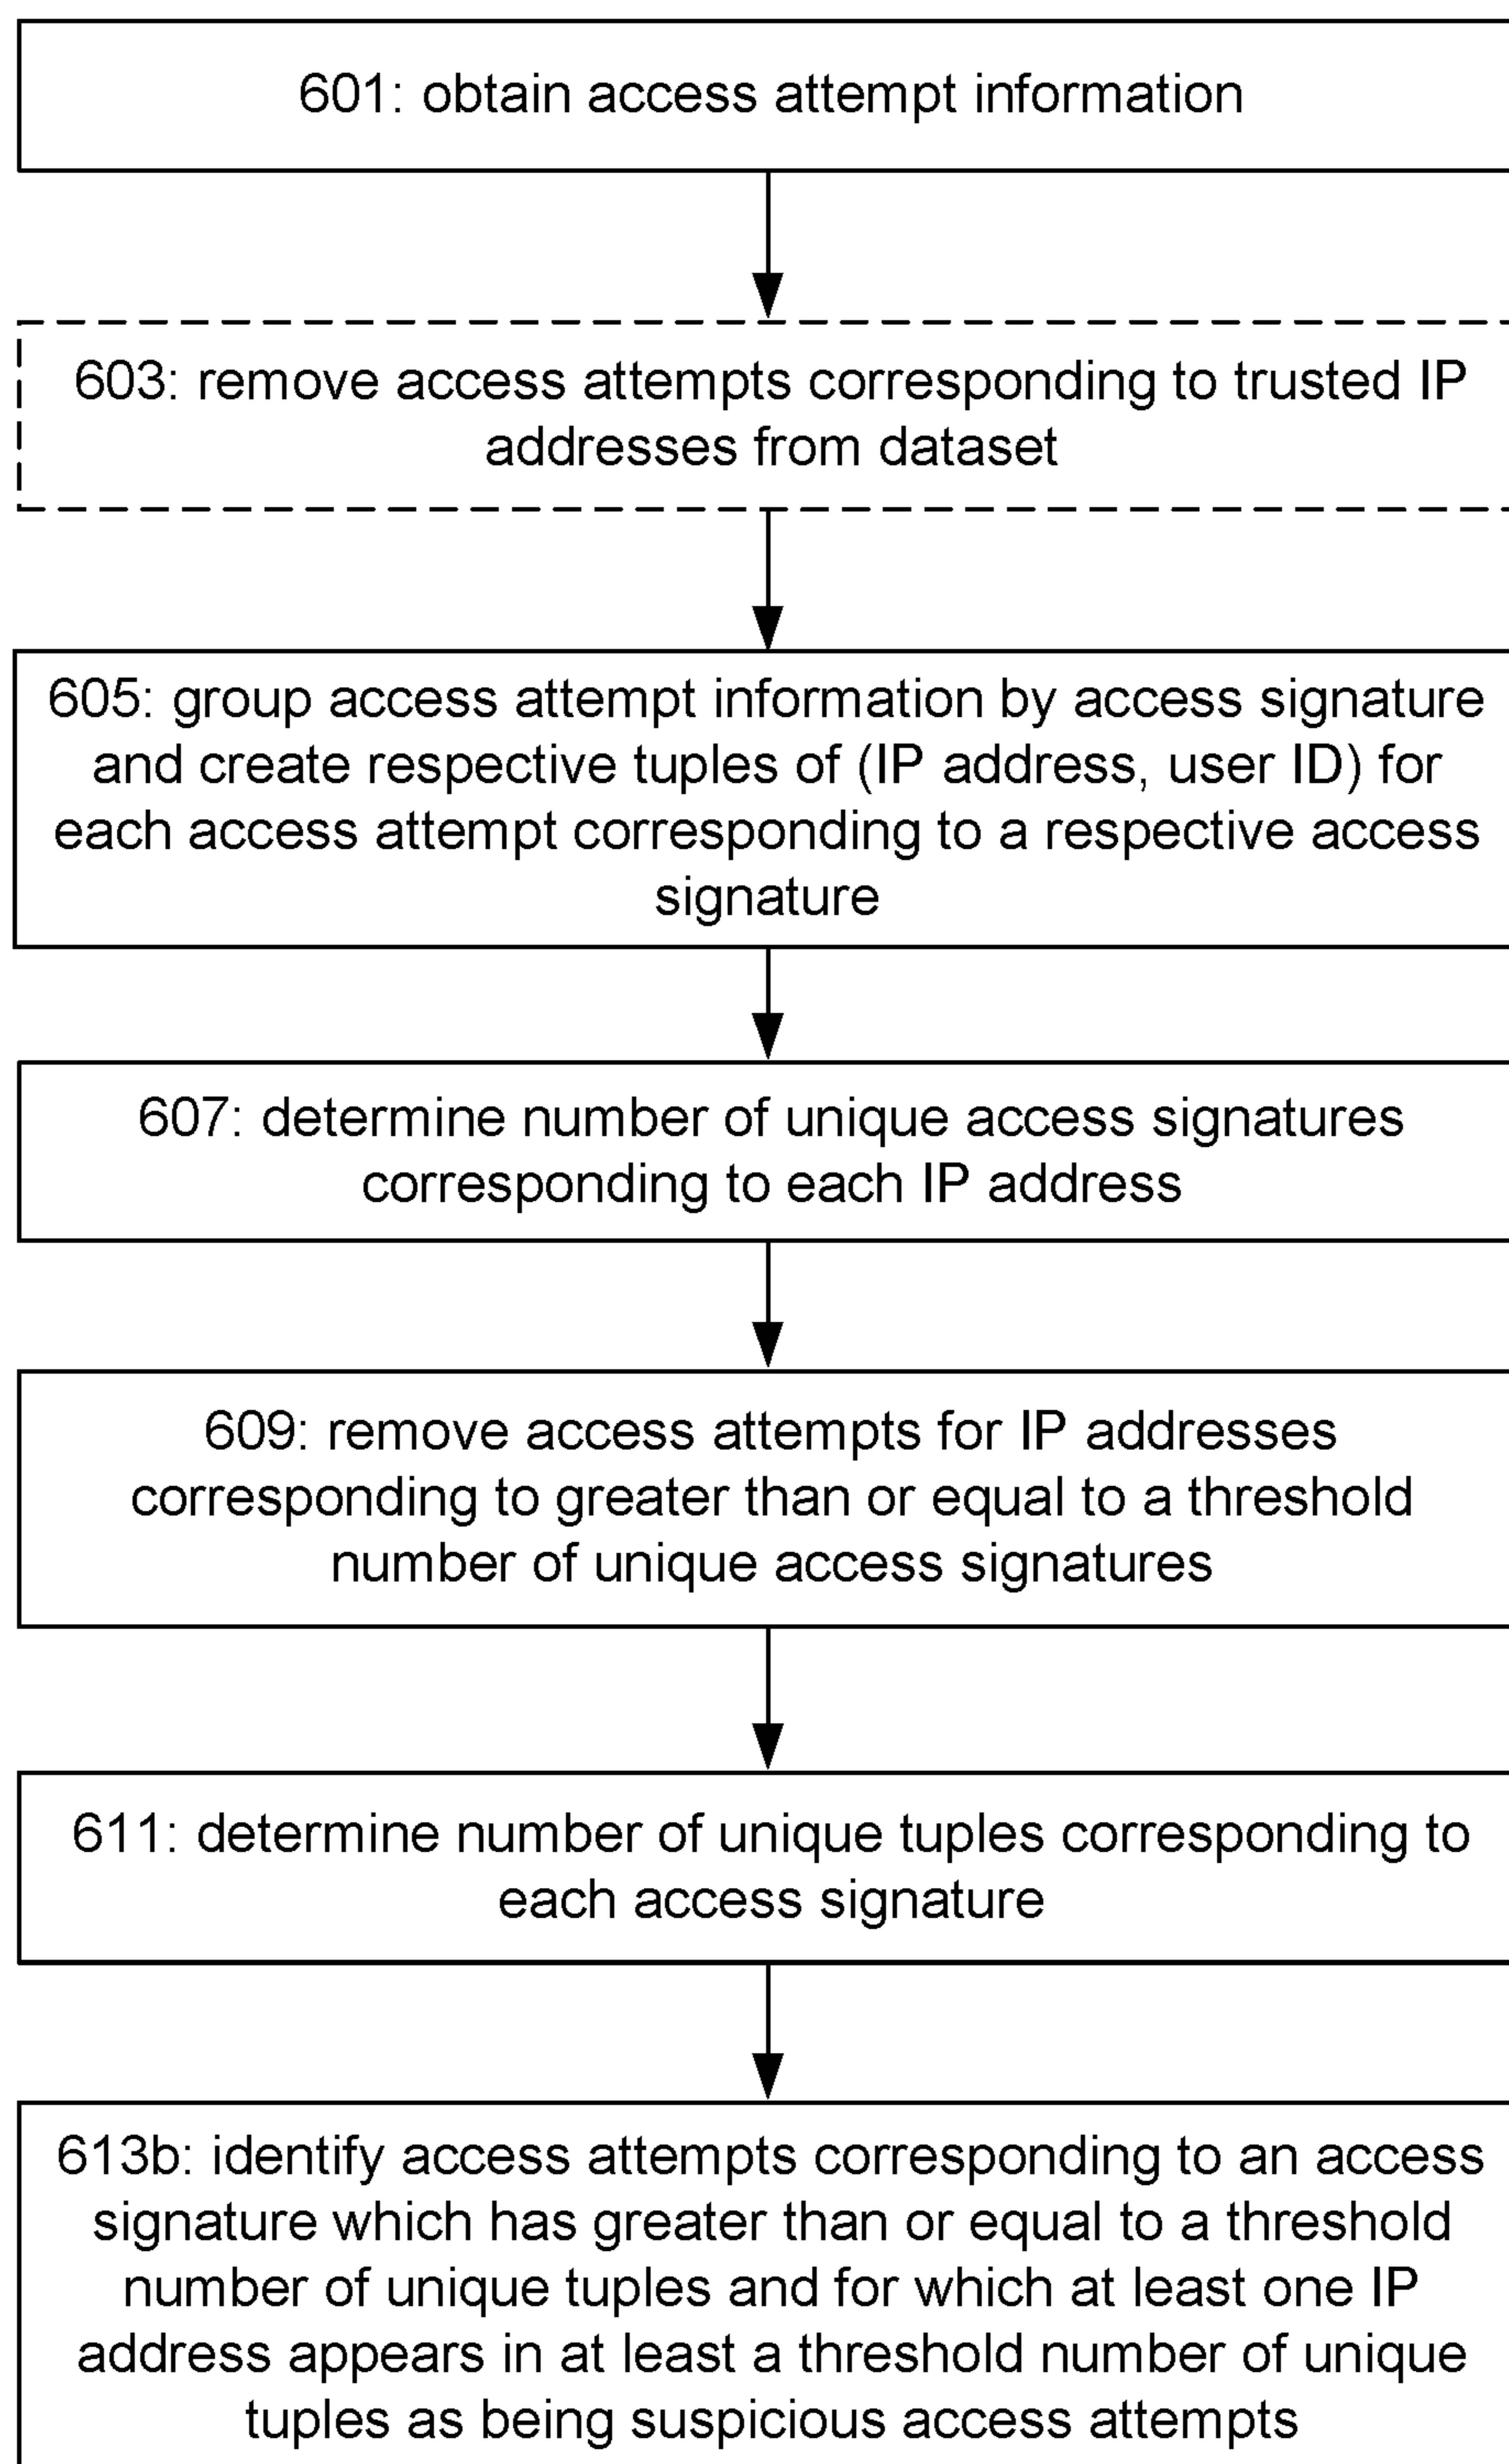 601: obtain access attempt information
603: remove access attempts corresponding to trusted IP
addresses from dataset
605: group access attempt information by access signature
and create respective tuples of (IP address, user ID) for
each access attempt corresponding to a respective access
signature
607: determine number of unique access signatures
corresponding to each IP address
609: remove access attempts for IP addresses
corresponding to greater than or equal to a threshold
number of unique access signatures
611: determine number of unique tuples corresponding to
each access signature
613b: identify access attempts corresponding to an access
signature which has greater than or equal to a threshold
number of unique tuples and for which at least one IP
address appears in at least a threshold number of unique
tuples as being suspicious access attempts